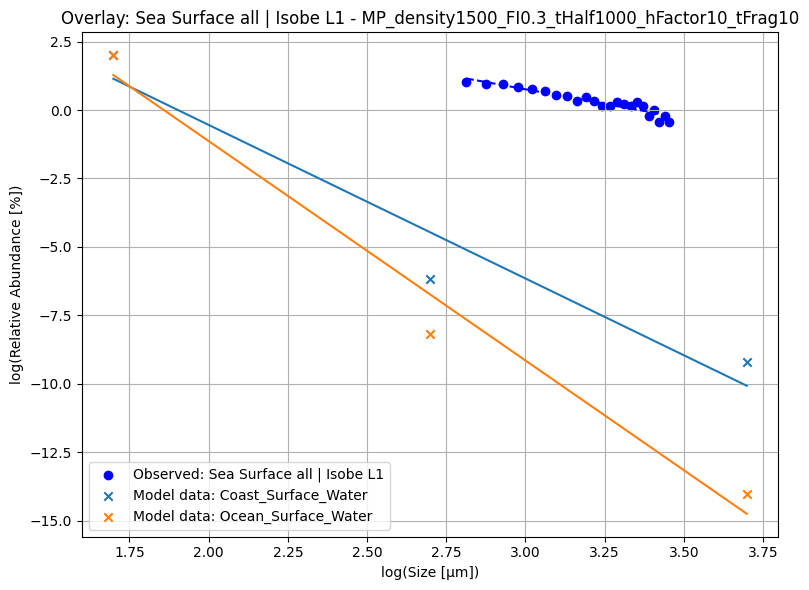 Overlay: Sea Surface all | Isobe L1 - MP_density1500_FI0.3_tHalf1000_hFactor10_tFrag10
log(Relative Abundance [%])
2.5
0.0
−2.5
−5.0
−7.5
−10.0
−12.5
−15.0
Observed: Sea Surface all | Isobe L1
Model data: Coast_Surface_Water
Model data: Ocean_Surface_Water
1.75
2.00
2.25
2.50
2.75
3.00
3.25
3.50
3.75
log(Size [µm])